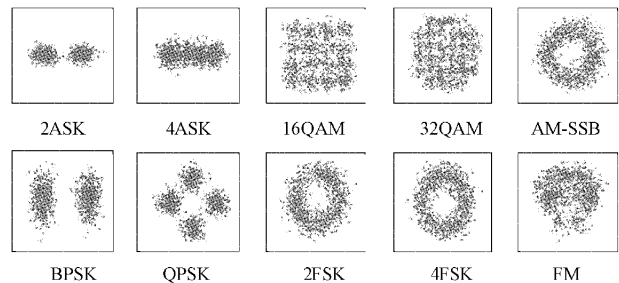 2ASK 4ASK 16QAM 32QAM AM-SSB
BPSK QPSK 2FSK 4FSK FM